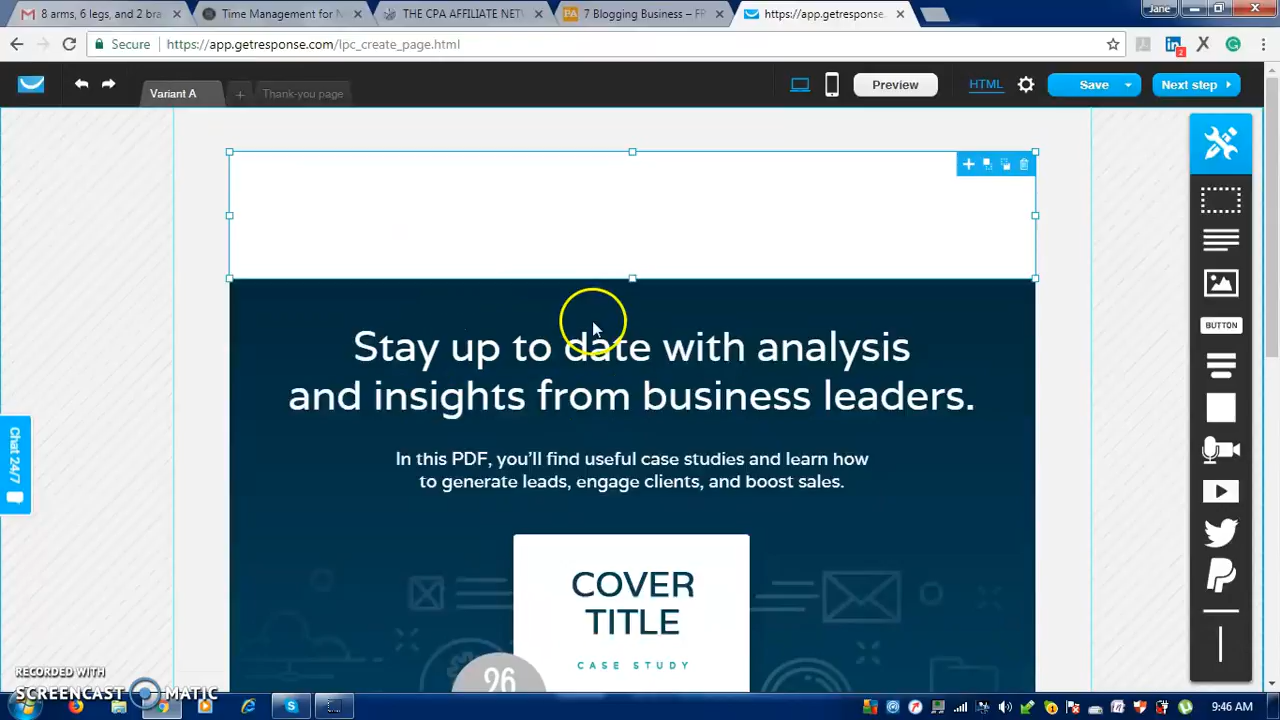 8 arms, 6 legs, and 2 bra
Time Management for N
THE CPA AFFILIATE NET
7 Blogging Business – FP
https://app.getresponse.
Jane
Secure
https://app.getresponse.com/lpc_create_page.html
2
Variant A
+
Thank you page
Preview
HTML
Save
Next step
Stay up to date with analysis
and insights from business leaders.
BUTTON
In this PDF, you'll find useful case studies and learn how
to generate leads, engage clients, and boost sales.
Chat 24/7
COVER
TITLE
CASE STUDY
26
RECORDED WITH
SCREENCAST MATIC
9:46 AM